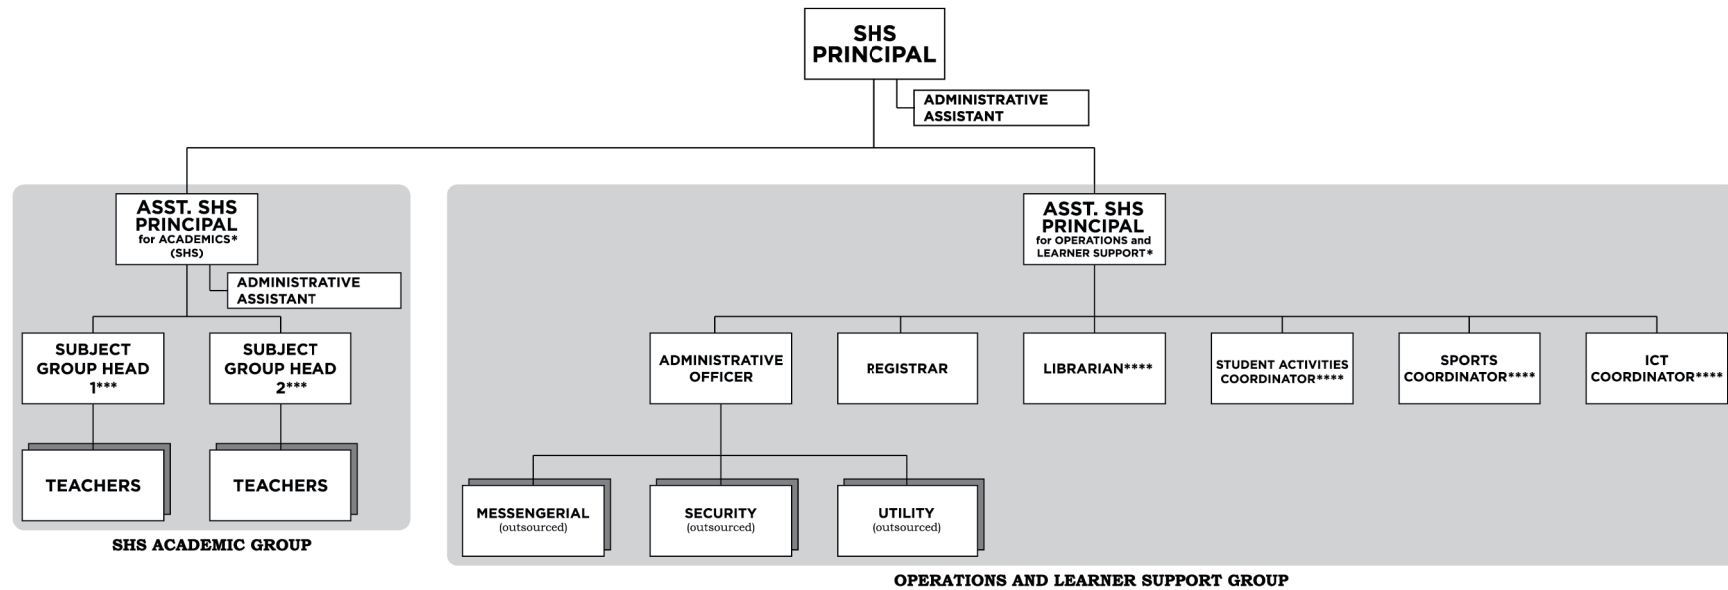 SHS
PRINCIPAL
ADMINISTRATIVE
ASSISTANT
ASST. SHS
PRINCIPAL
for ACADEMICS*
(SHS)
ADMINISTRATIVE
ASSISTANT
SUBJECT
GROUP HEAD
1***
SUBJECT
GROUP HEAD
2***
TEACHERS
TEACHERS
SHS ACADEMIC GROUP
ASST. SHS
PRINCIPAL
for OPERATIONS and
LEARNER SUPPORT*
ADMINISTRATIVE
OFFICER
REGISTRAR
LIBRARIAN****
STUDENT ACTIVITIES
COORDINATOR****
SPORTS
COORDINATOR****
ICT
COORDINATOR****
MESSENGERIAL
(outsourced)
SECURITY
(outsourced)
UTILITY
(outsourced)
OPERATIONS AND LEARNER SUPPORT GROUP